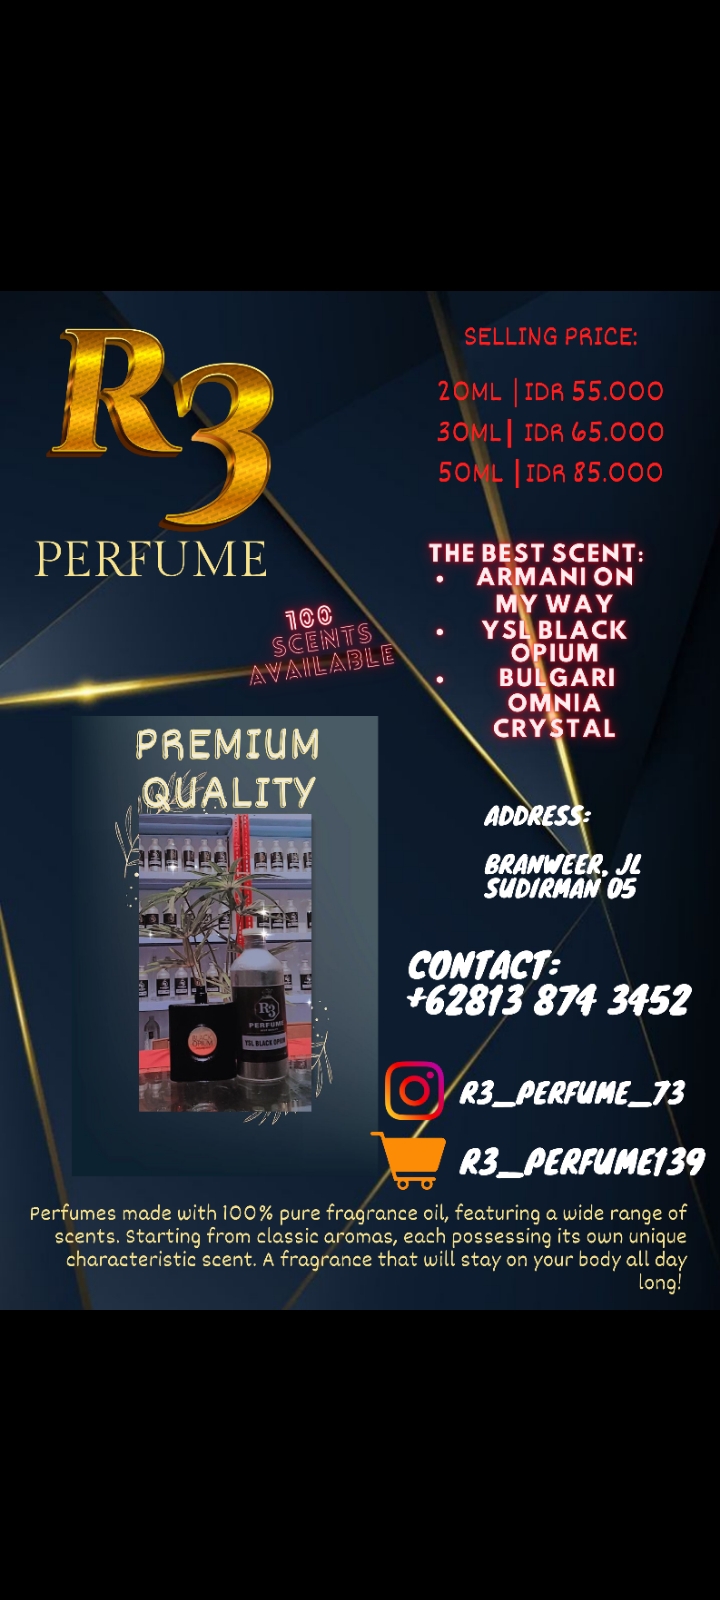 R3
PERFUME
SELLING PRICE:
20ML | IDR 55.000
30ML | IDR 65.000
50ML | IDR 85.000
THE BEST SCENT:
• ARMANI ON
MY WAY
• YSL BLACK
OPIUM
• BULGARI
OMNIA
CRYSTAL
100
SCENTS
AVAILABLE
PREMIUM
QUALITY
R3
PERFUME
YSL BLACK OPIUM
BLACK
OPIUM
ADDRESS:
BRANWEER, JL
SUDIRMAN 05
CONTACT:
+62813 874 3452
R3_PERFUME_73
R3_PERFUME139
Perfumes made with 100% pure fragrance oil, featuring a wide range of
scents. Starting from classic aromas, each possessing its own unique
characteristic scent. A fragrance that will stay on your body all day
long!